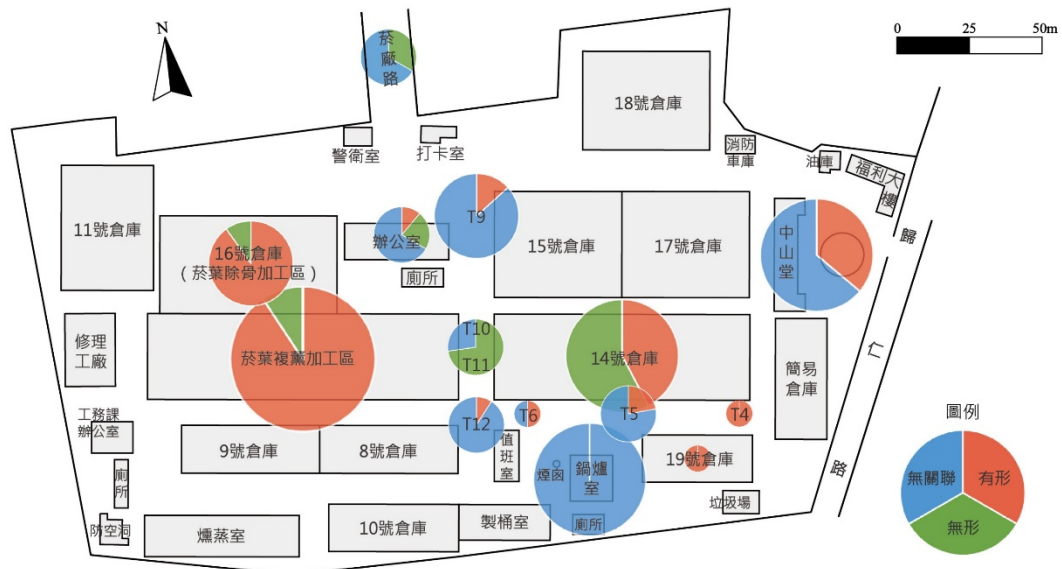 N
菸廠路
0 25 50m
18號倉庫
警衛室
打卡室
消防車庫
油庫
福利大樓
11號倉庫
16號倉庫
(菸葉除骨加工區)
辦公室
廁所
T9
15號倉庫
17號倉庫
中山堂
歸仁路
修理工廠
菸葉複薰加工區
T10
T11
14號倉庫
簡易倉庫
工務課
辦公室
廁所
防空洞
9號倉庫
8號倉庫
T12
T6
T5
T4
值班室
煙囪
鍋爐室
19號倉庫
垃圾場
燻蒸室
10號倉庫
製桶室
廁所
圖例
無關聯
有形
無形